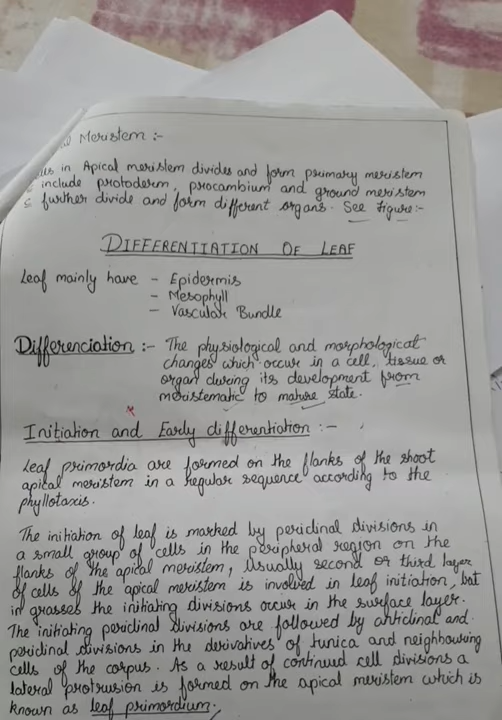 Meristem :-
in Apical meristem divides and form primary meristem
include protoderm, procambium and ground meristem
further divide and form different organs. See figure:-
DIFFERENTIATION OF LEAF
Leaf mainly have - Epidermis
- Mesophyll
- Vascular Bundle
Differenciation :- The physiological and morphological
changes which occur in a cell, tissue or
organ during its development from
meristematic to mature state.
Initiation and Early differentiation :-
Leaf primordia are formed on the flanks of the shoot
apical meristem in a regular sequence according to the
phyllotaxis.
The initiation of leaf is marked by periclinal divisions in
a small group of cells in the peripheral region on the
flanks of the apical meristem, Usually second or third layer
of cells of the apical meristem is involved in leaf initiation, but
in grasses the initiating divisions occur in the surface layer.
The initiating periclinal divisions are followed by anticlinal and
periclinal divisions in the derivatives of tunica and neighbouring
cells of the corpus. As a result of continued cell divisions a
lateral protrusion is formed on the apical meristem which is
known as leaf primordium.